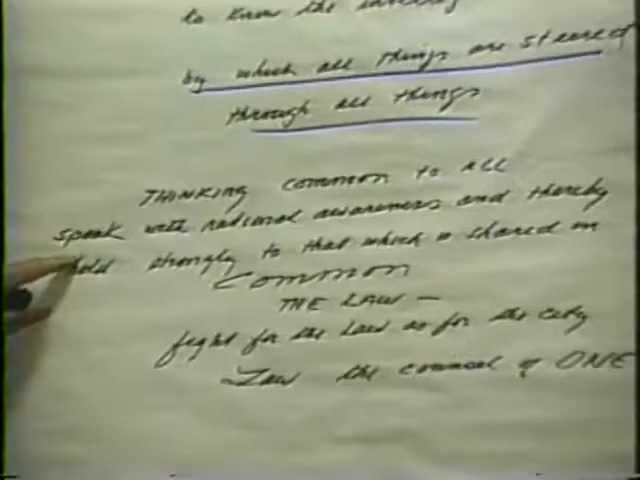 to know the
by which all things are steered
through all things
THINKING common to ALL
speak with rational awareness and thereby
hold strongly to that which is shared in
common
THE LAW —
fight for the law as for the city
Law the counsel of ONE